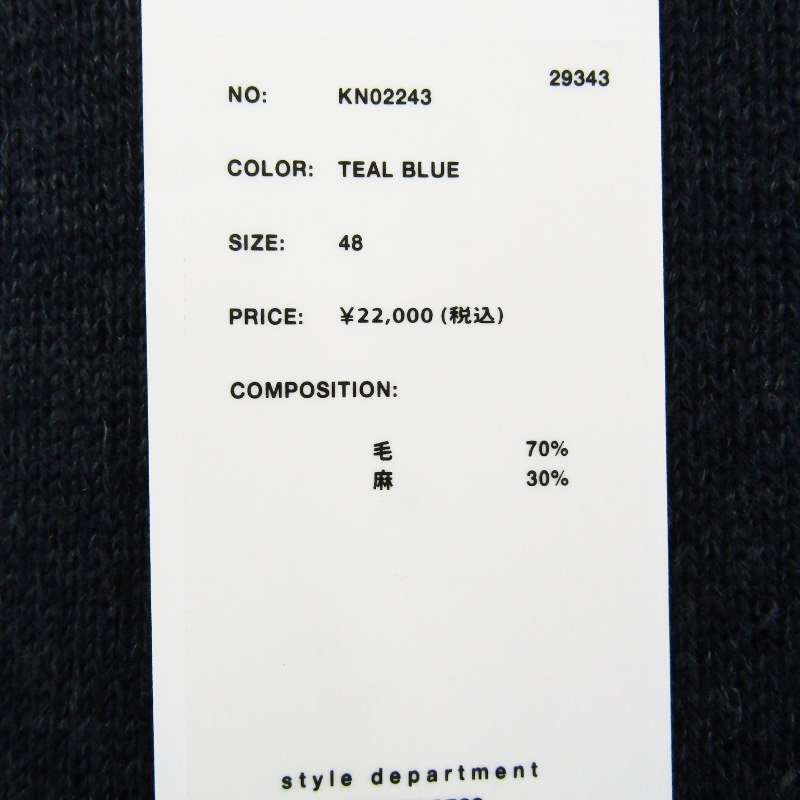 29343
NO: KN02243
COLOR: TEAL BLUE
SIZE: 48
PRICE: ¥22,000 (税込)
COMPOSITION:
毛 70%
麻 30%
style department